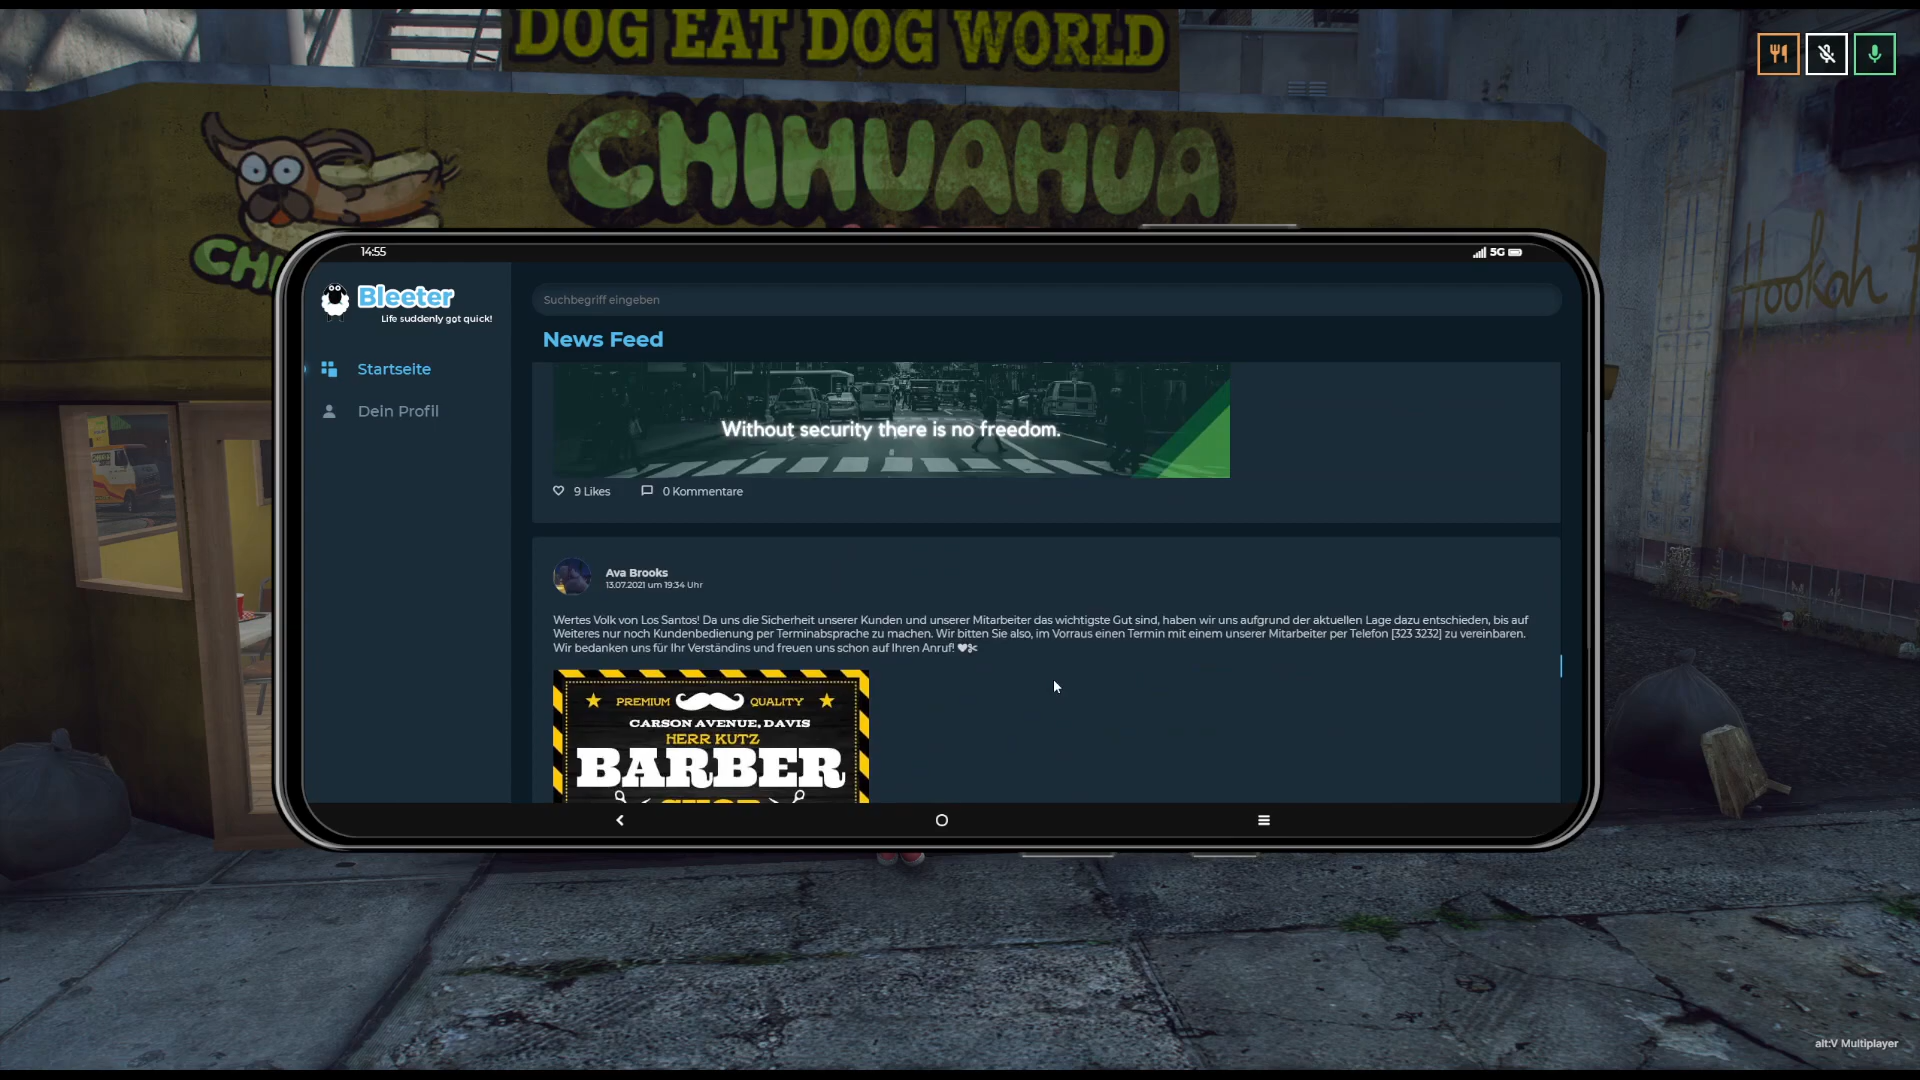 DOG EAT DOG WORLD
CHIHUAHUA
14:55
5G
Bleeter
Life suddenly got quick!
Suchbegriff eingeben
News Feed
Startseite
Dein Profil
Without security there is no freedom.
9 Likes
0 Kommentare
Ava Brooks
13.07.2021 um 19:34 Uhr
Wertes Volk von Los Santos! Da uns die Sicherheit unserer Kunden und unserer Mitarbeiter das wichtigste Gut sind, haben wir uns aufgrund der aktuellen Lage dazu entschieden, bis auf
Weiteres nur noch Kundenbedienung per Terminabsprache zu machen. Wir bitten Sie also, im Vorraus einen Termin mit einem unserer Mitarbeiter per Telefon [323 3232] zu vereinbaren.
Wir bedanken uns für Ihr Verständins und freuen uns schon auf Ihren Anruf! ♥✂
PREMIUM QUALITY
CARSON AVENUE, DAVIS
HERR KUTZ
BARBER
SHOP
Hookah
alt:V Multiplayer